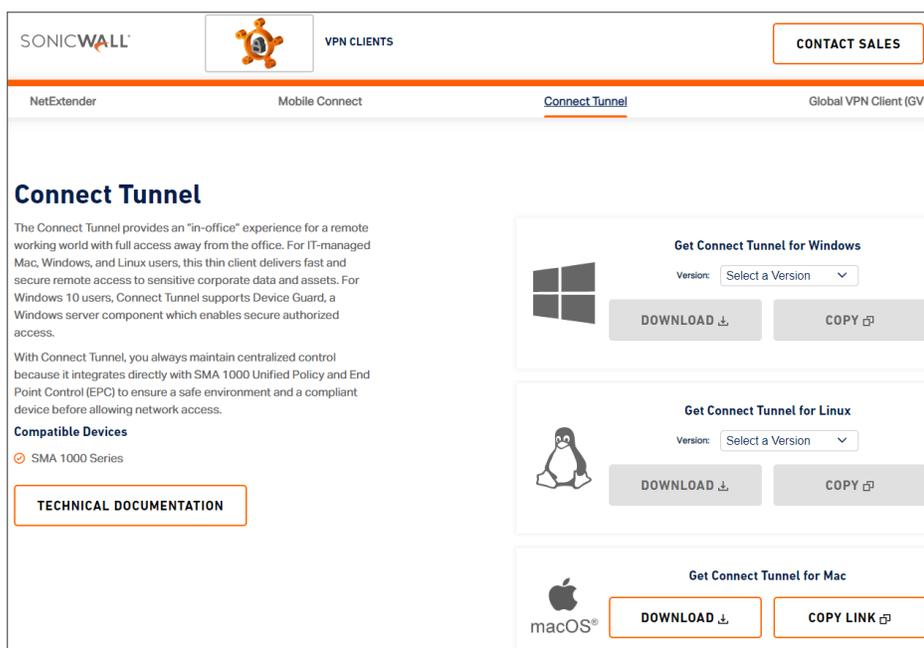 SONICWALL
VPN CLIENTS
CONTACT SALES
NetExtender
Mobile Connect
Connect Tunnel
Global VPN Client (GV
Connect Tunnel
The Connect Tunnel provides an "in-office" experience for a remote
working world with full access away from the office. For IT-managed
Mac, Windows, and Linux users, this thin client delivers fast and
secure remote access to sensitive corporate data and assets. For
Windows 10 users, Connect Tunnel supports Device Guard, a
Windows server component which enables secure authorized
access.
With Connect Tunnel, you always maintain centralized control
because it integrates directly with SMA 1000 Unified Policy and End
Point Control (EPC) to ensure a safe environment and a compliant
device before allowing network access.
Compatible Devices
SMA 1000 Series
TECHNICAL DOCUMENTATION
Get Connect Tunnel for Windows
Version: Select a Version
DOWNLOAD
COPY
Get Connect Tunnel for Linux
Version: Select a Version
DOWNLOAD
COPY
Get Connect Tunnel for Mac
macOS®
DOWNLOAD
COPY LINK